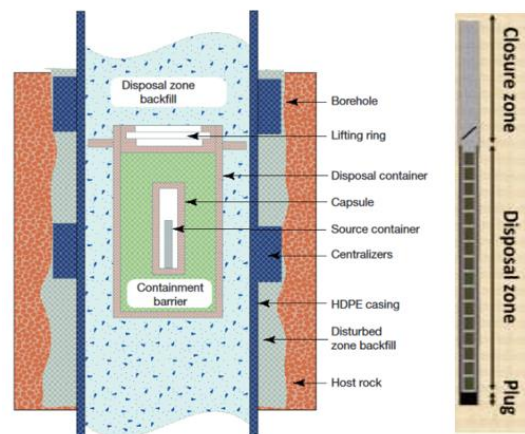 Disposal zone
backfill
Containment
barrier
Borehole
Lifting ring
Disposal container
Capsule
Source container
Centralizers
HDPE casing
Disturbed
zone backfill
Host rock
Closure zone
Disposal zone
Plug